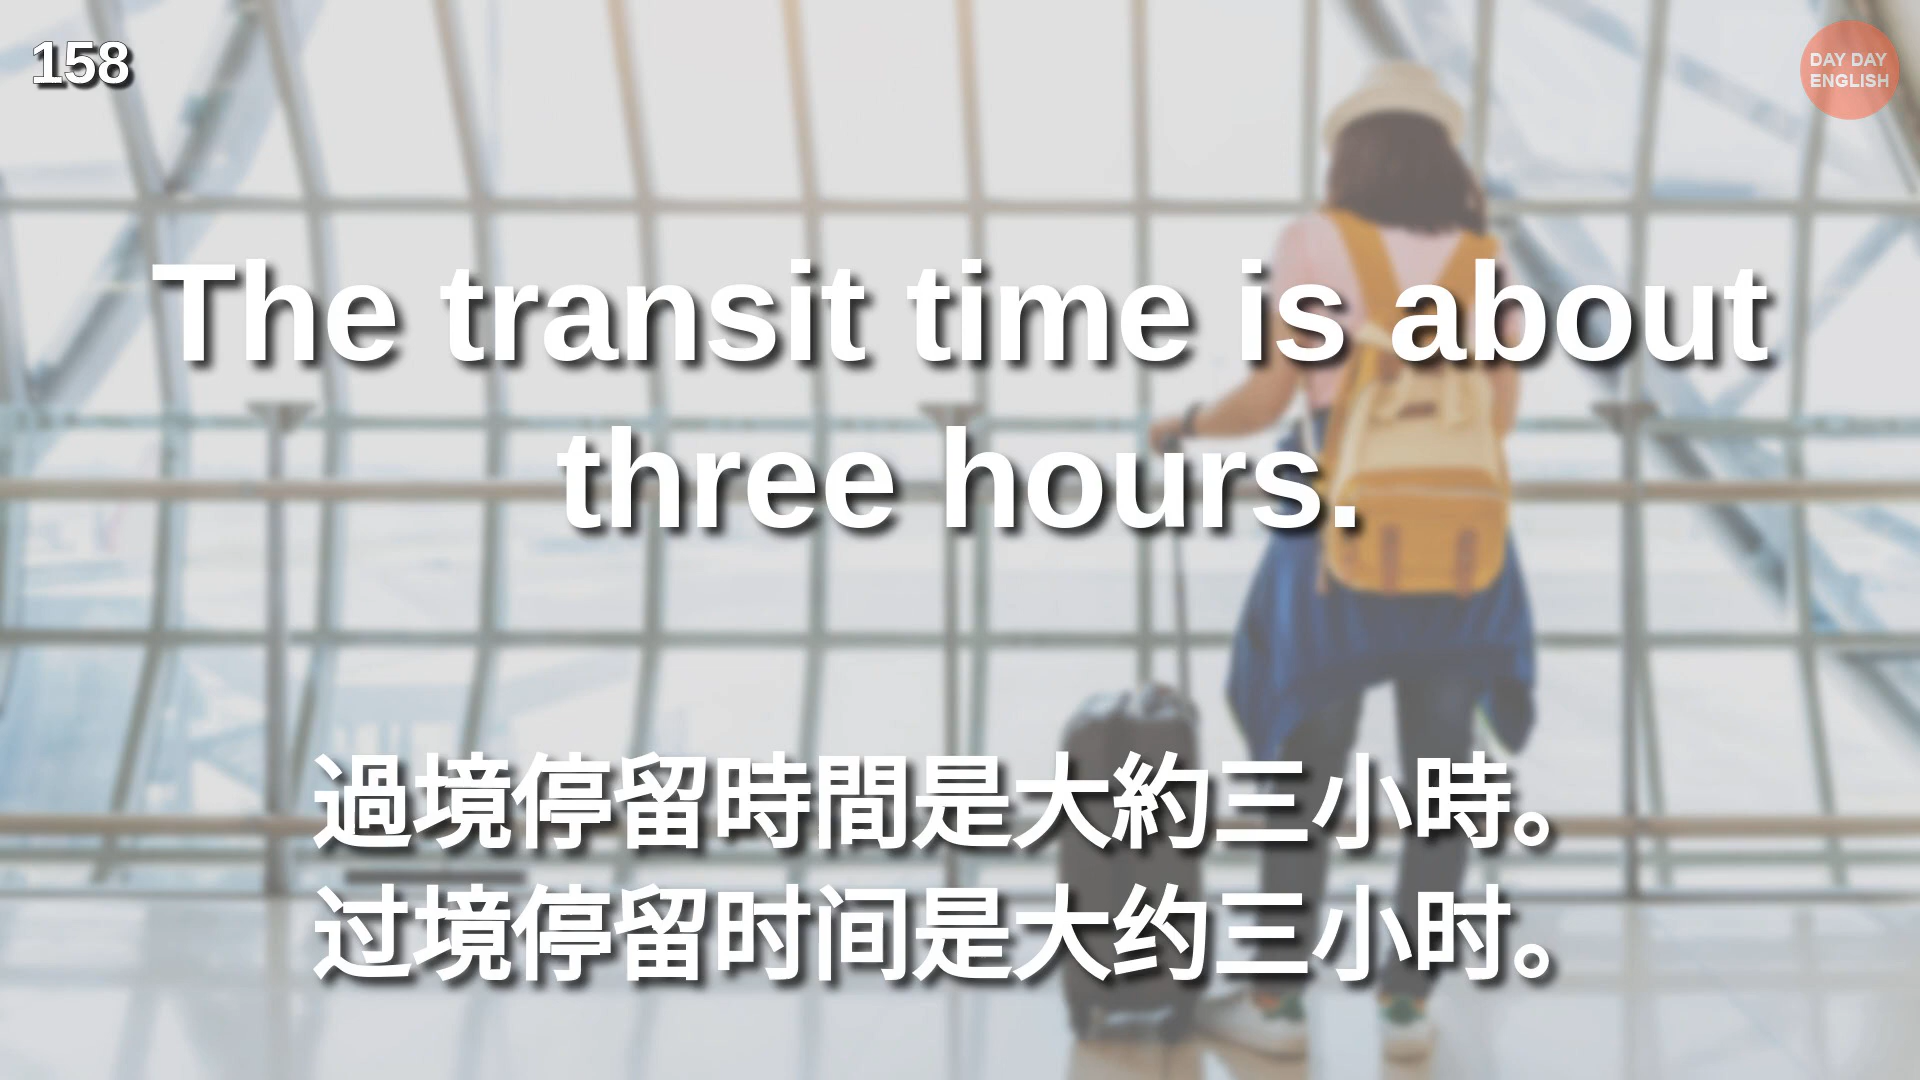 158
DAY DAY
ENGLISH
The transit time is about
three hours.
過境停留時間是大約三小時。
过境停留时间是大约三小时。